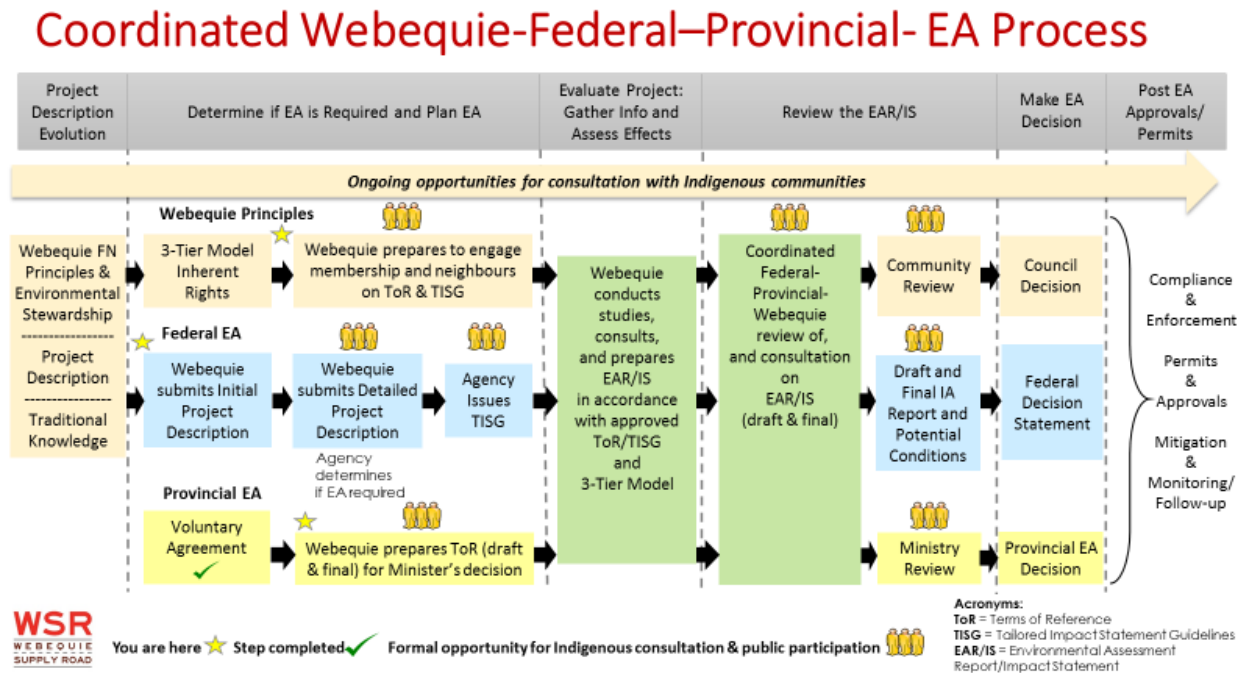 Coordinated Webequie-Federal–Provincial- EA Process
Project
Description
Evolution
Determine if EA is Required and Plan EA
Evaluate Project:
Gather Info and
Assess Effects
Review the EAR/IS
Make EA
Decision
Post EA
Approvals/
Permits
Ongoing opportunities for consultation with Indigenous communities
Webequie FN
Principles &
Environmental
Stewardship
Project
Description
Traditional
Knowledge
Webequie Principles
3-Tier Model
Inherent
Rights
Webequie prepares to engage
membership and neighbours
on ToR & TISG
Federal EA
Webequie
submits Initial
Project
Description
Webequie
submits Detailed
Project
Description
Agency
determines
if EA required
Agency
Issues
TISG
Provincial EA
Voluntary
Agreement
Webequie prepares ToR (draft
& final) for Minister's decision
Webequie
conducts
studies,
consults,
and prepares
EAR/IS
in accordance
with approved
ToR/TISG
and
3-Tier Model
Coordinated
Federal-
Provincial-
Webequie
review of,
and consultation
on
EAR/IS
(draft & final)
Community
Review
Draft and
Final IA
Report and
Potential
Conditions
Ministry
Review
Council
Decision
Federal
Decision
Statement
Provincial EA
Decision
Compliance
&
Enforcement
Permits
&
Approvals
Mitigation
&
Monitoring/
Follow-up
WSR
WEBEQUIE
SUPPLY ROAD
You are here
Step completed
Formal opportunity for Indigenous consultation & public participation
Acronyms:
ToR = Terms of Reference
TISG = Tailored Impact Statement Guidelines
EAR/IS = Environmental Assessment
Report/Impact Statement